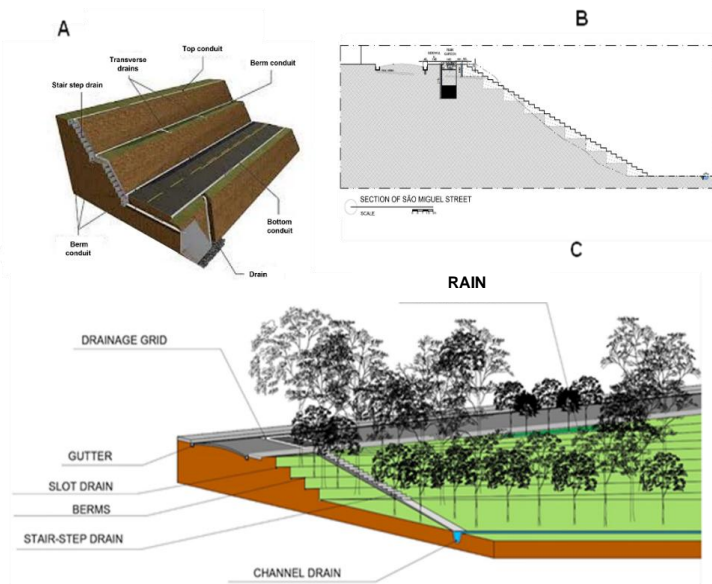 A
Top conduit
Transverse
drains
Berm conduit
Stair step drain
Bottom
conduit
Berm
conduit
Drain
B
SECTION OF SÃO MIGUEL STREET
SCALE
C
RAIN
DRAINAGE GRID
GUTTER
SLOT DRAIN
BERMS
STAIR-STEP DRAIN
CHANNEL DRAIN